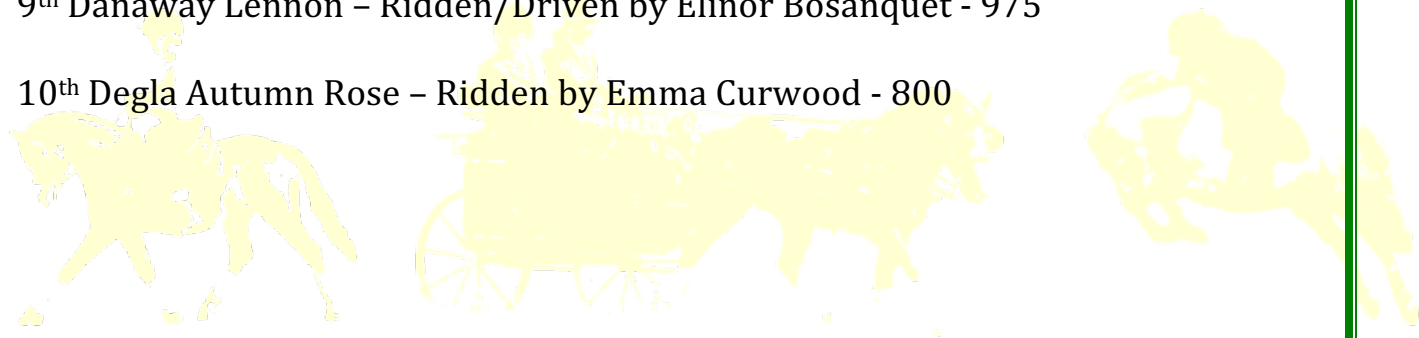 9th Danaway Lennon – Ridden/Driven by Elinor Bosanquet - 975
10th Degla Autumn Rose – Ridden by Emma Curwood - 800